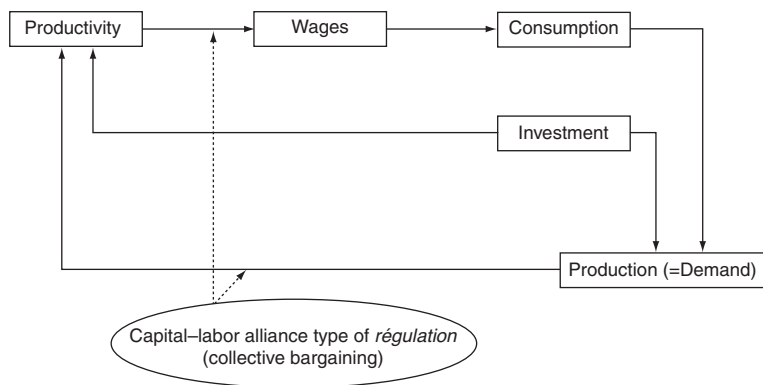 Productivity
Wages
Consumption
Investment
Production (=Demand)
Capital–labor alliance type of régulation
(collective bargaining)